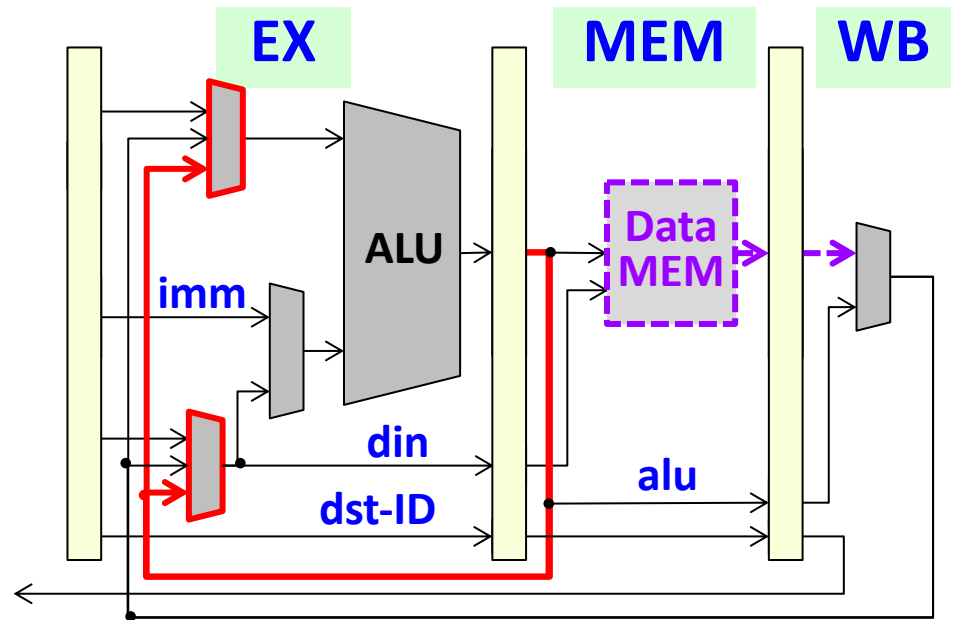 EX
MEM
WB
ALU
Data
MEM
imm
din
alu
dst-ID